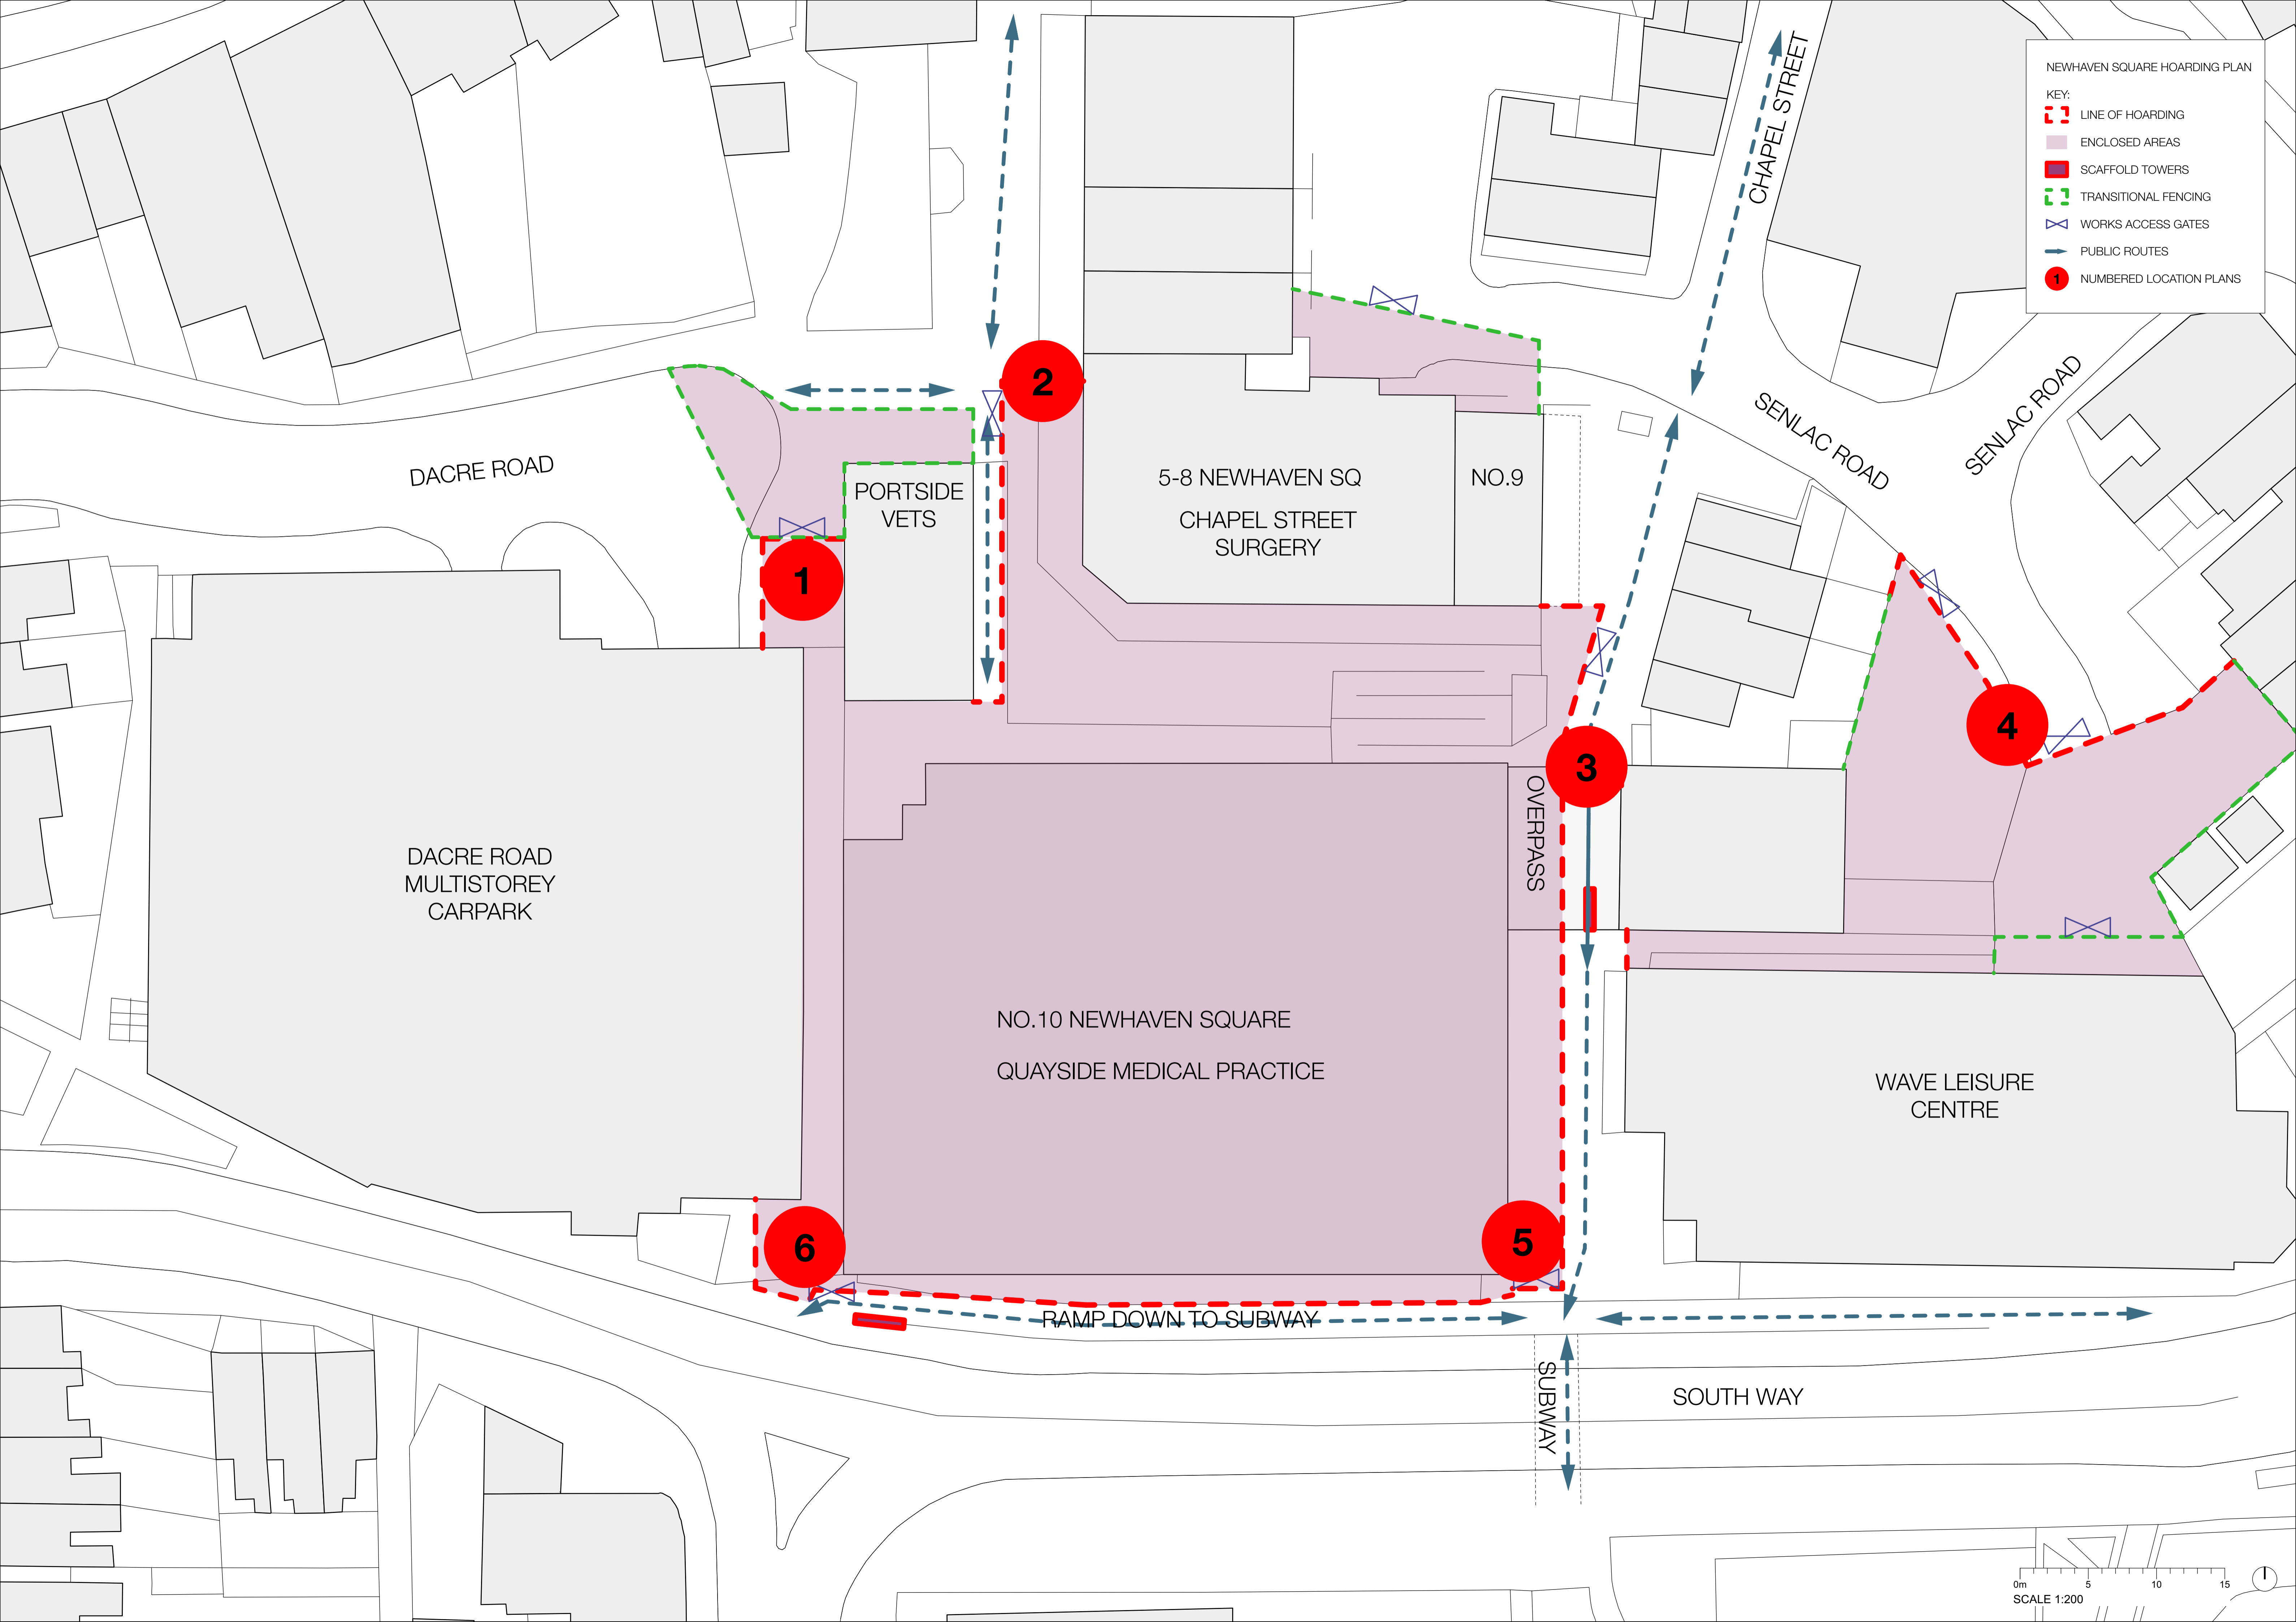 CHAPEL STREET
NEWHAVEN SQUARE HOARDING PLAN
KEY:
LINE OF HOARDING
ENCLOSED AREAS
SCAFFOLD TOWERS
TRANSITIONAL FENCING
WORKS ACCESS GATES
PUBLIC ROUTES
1 NUMBERED LOCATION PLANS
2
SENLAC ROAD
SENLAC ROAD
DACRE ROAD
PORTSIDE
VETS
5-8 NEWHAVEN SQ
CHAPEL STREET
SURGERY
NO.9
1
4
3
OVERPASS
DACRE ROAD
MULTISTOREY
CARPARK
NO.10 NEWHAVEN SQUARE
QUAYSIDE MEDICAL PRACTICE
WAVE LEISURE
CENTRE
6
5
RAMP DOWN TO SUBWAY
SUBWAY
SOUTH WAY
0m 5 10 15
SCALE 1:200